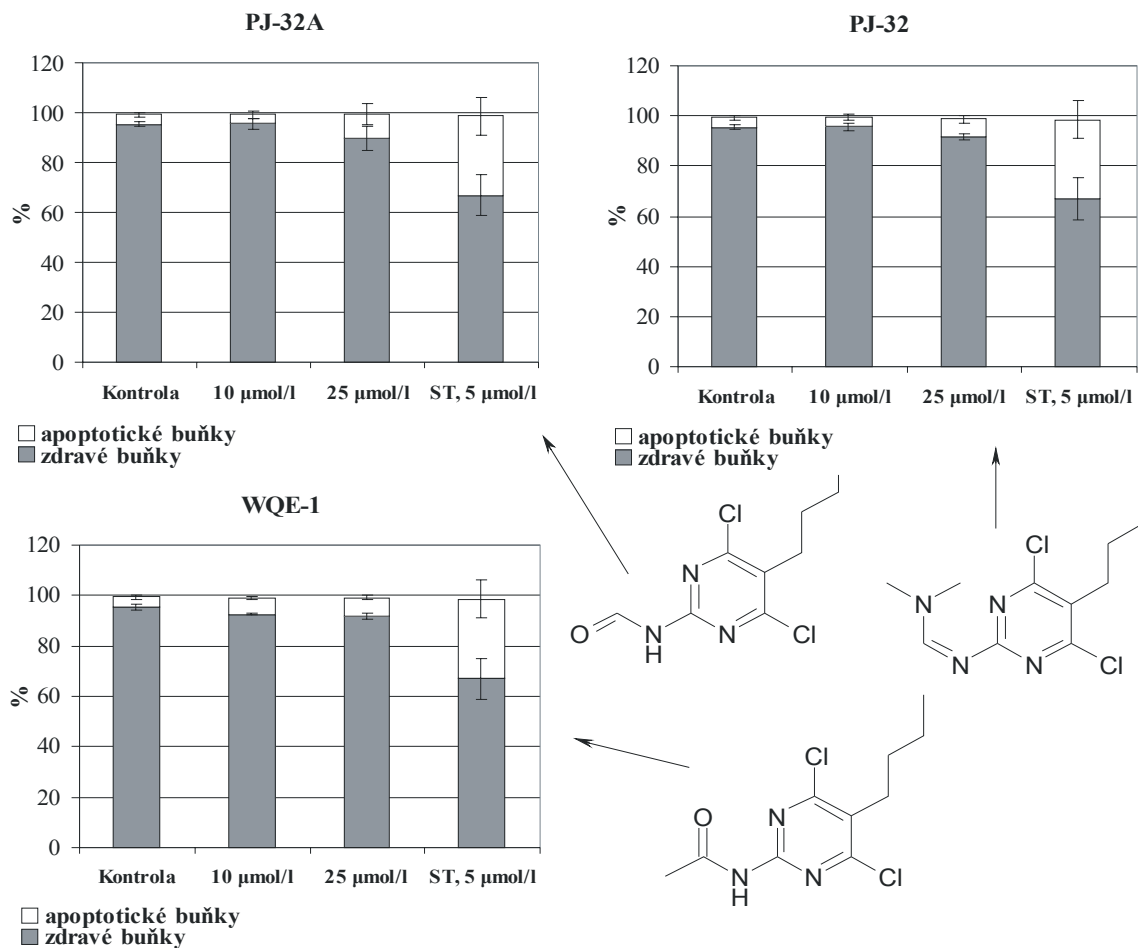 PJ-32A
120
100
80
60
40
20
0
%
Kontrola 10 µmol/l 25 µmol/l ST, 5 µmol/l
apoptotické buňky
zdravé buňky
PJ-32
120
100
80
60
40
20
0
%
Kontrola 10 µmol/l 25 µmol/l ST, 5 µmol/l
apoptotické buňky
zdravé buňky
WQE-1
120
100
80
60
40
20
0
%
Kontrola 10 µmol/l 25 µmol/l ST, 5 µmol/l
apoptotické buňky
zdravé buňky
Cl
N
O
N
H
N
Cl
Cl
N
N
N
N
Cl
Cl
O
N
NH
N
Cl